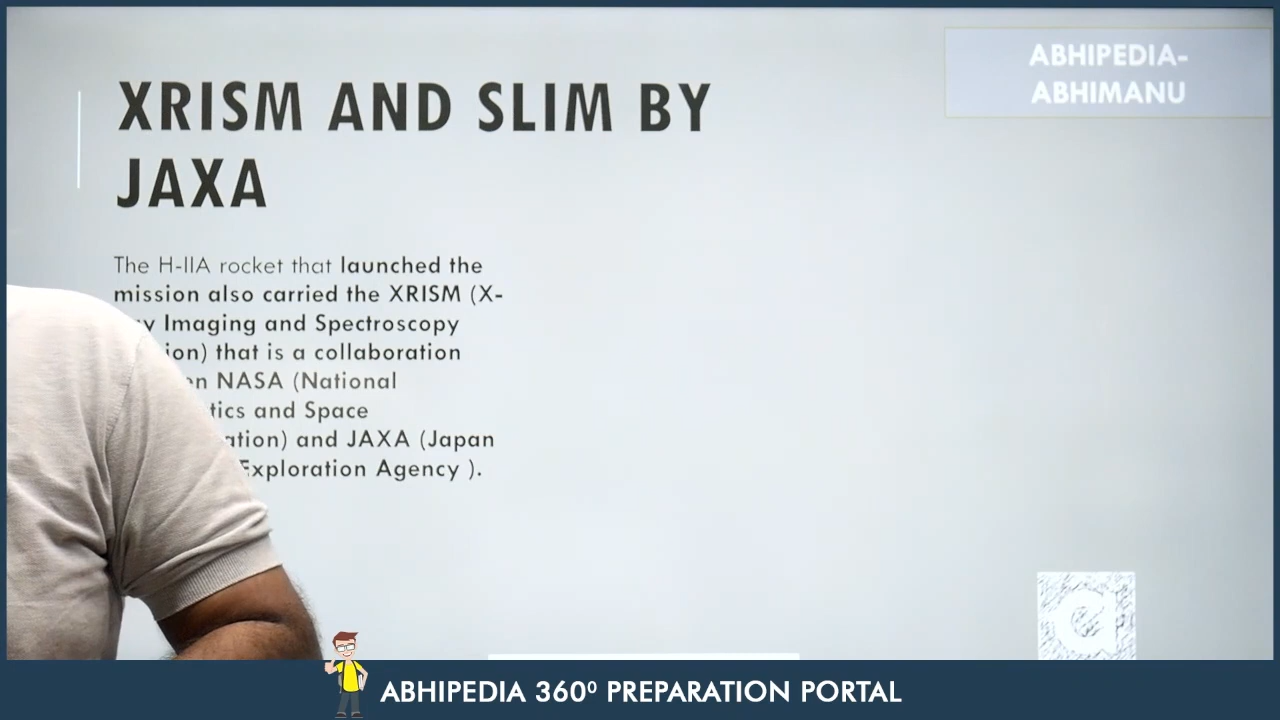 XRISM AND SLIM BY
JAXA
ABHIPEDIA-
ABHIMANU
The H-IIA rocket that launched the
mission also carried the XRISM (X-
Imaging and Spectroscopy
that is a collaboration
NASA (National
and Space
and JAXA (Japan
Exploration Agency ).
ABHIPEDIA 360⁰ PREPARATION PORTAL